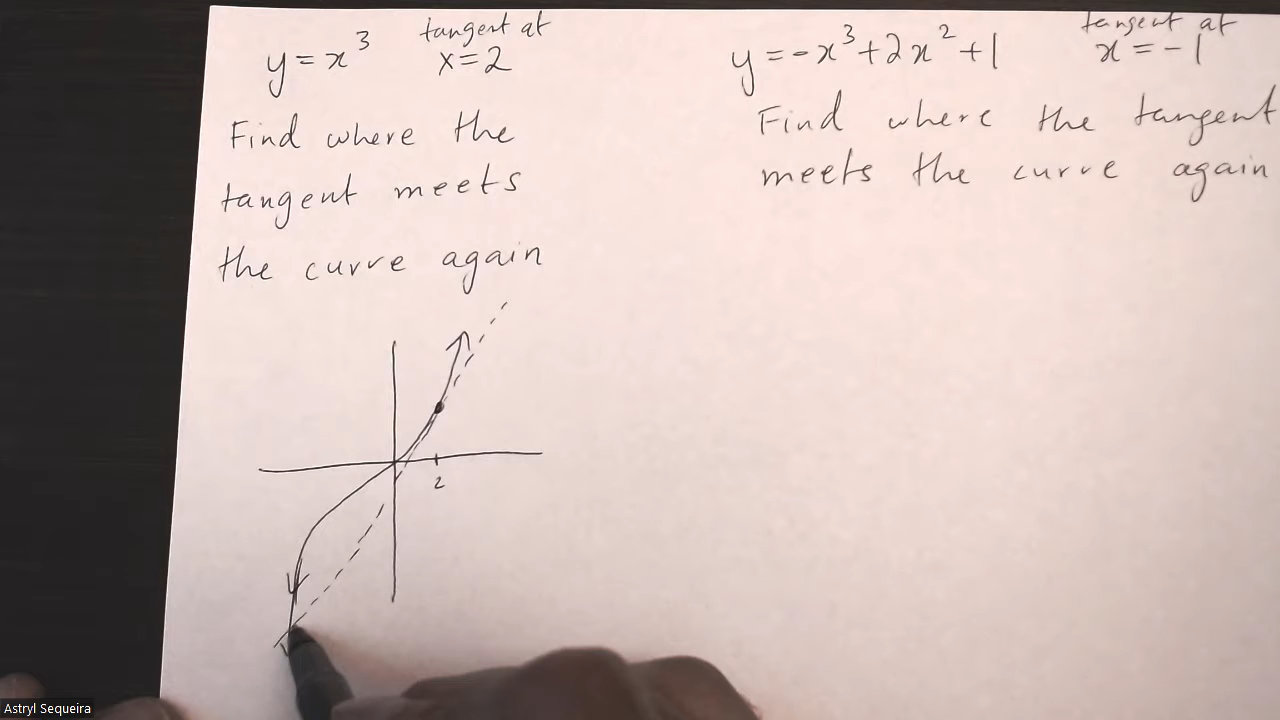 y = x³ tangent at x = 2
Find where the
tangent meets
the curve again
2
y = -x³ + 2x² + 1 tangent at x = -1
Find where the tangent
meets the curve again
Astryl Sequeira